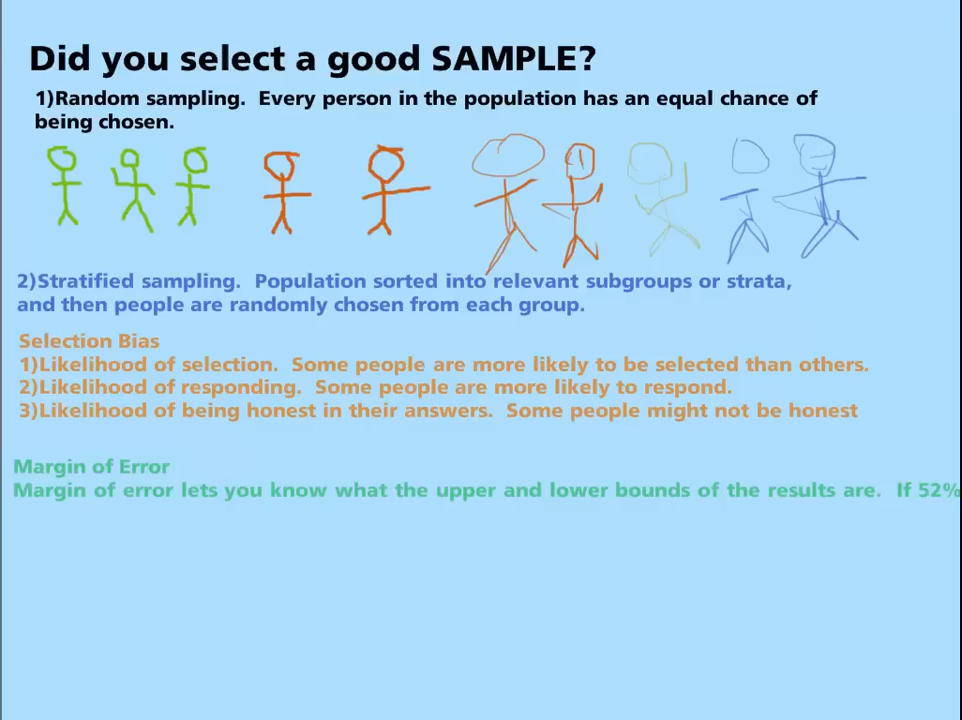 Did you select a good SAMPLE?
1)Random sampling.  Every person in the population has an equal chance of
being chosen.
2)Stratified sampling.  Population sorted into relevant subgroups or strata,
and then people are randomly chosen from each group.
Selection Bias
1)Likelihood of selection.  Some people are more likely to be selected than others.
2)Likelihood of responding.  Some people are more likely to respond.
3)Likelihood of being honest in their answers.  Some people might not be honest
Margin of Error
Margin of error lets you know what the upper and lower bounds of the results are.  If 52%